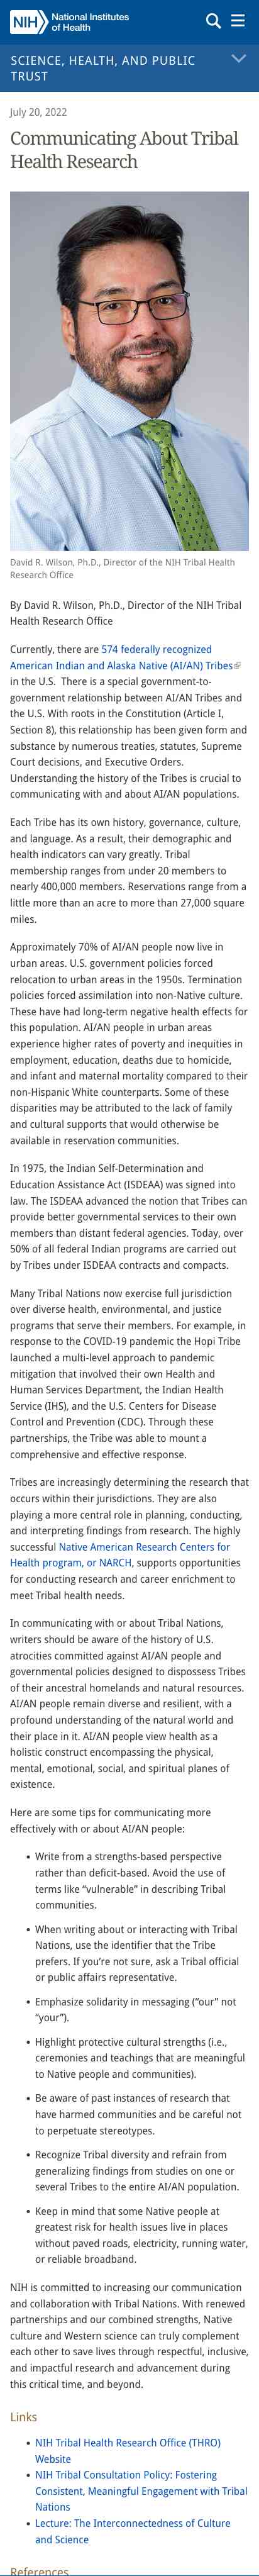 NIH National Institutes
of Health
SCIENCE, HEALTH, AND PUBLIC
TRUST
July 20, 2022
Communicating About Tribal
Health Research
David R. Wilson, Ph.D., Director of the NIH Tribal Health
Research Office
By David R. Wilson, Ph.D., Director of the NIH Tribal
Health Research Office
Currently, there are 574 federally recognized
American Indian and Alaska Native (AI/AN) Tribes
in the U.S.  There is a special government-to-
government relationship between AI/AN Tribes and
the U.S. With roots in the Constitution (Article I,
Section 8), this relationship has been given form and
substance by numerous treaties, statutes, Supreme
Court decisions, and Executive Orders.
Understanding the history of the Tribes is crucial to
communicating with and about AI/AN populations.
Each Tribe has its own history, governance, culture,
and language. As a result, their demographic and
health indicators can vary greatly. Tribal
membership ranges from under 20 members to
nearly 400,000 members. Reservations range from a
little more than an acre to more than 27,000 square
miles.
Approximately 70% of AI/AN people now live in
urban areas. U.S. government policies forced
relocation to urban areas in the 1950s. Termination
policies forced assimilation into non-Native culture.
These have had long-term negative health effects for
this population. AI/AN people in urban areas
experience higher rates of poverty and inequities in
employment, education, deaths due to homicide,
and infant and maternal mortality compared to their
non-Hispanic White counterparts. Some of these
disparities may be attributed to the lack of family
and cultural supports that would otherwise be
available in reservation communities.
In 1975, the Indian Self-Determination and
Education Assistance Act (ISDEAA) was signed into
law. The ISDEAA advanced the notion that Tribes can
provide better governmental services to their own
members than distant federal agencies. Today, over
50% of all federal Indian programs are carried out
by Tribes under ISDEAA contracts and compacts.
Many Tribal Nations now exercise full jurisdiction
over diverse health, environmental, and justice
programs that serve their members. For example, in
response to the COVID-19 pandemic the Hopi Tribe
launched a multi-level approach to pandemic
mitigation that involved their own Health and
Human Services Department, the Indian Health
Service (IHS), and the U.S. Centers for Disease
Control and Prevention (CDC). Through these
partnerships, the Tribe was able to mount a
comprehensive and effective response.
Tribes are increasingly determining the research that
occurs within their jurisdictions. They are also
playing a more central role in planning, conducting,
and interpreting findings from research. The highly
successful Native American Research Centers for
Health program, or NARCH, supports opportunities
for conducting research and career enrichment to
meet Tribal health needs.
In communicating with or about Tribal Nations,
writers should be aware of the history of U.S.
atrocities committed against AI/AN people and
governmental policies designed to dispossess Tribes
of their ancestral homelands and natural resources.
AI/AN people remain diverse and resilient, with a
profound understanding of the natural world and
their place in it. AI/AN people view health as a
holistic construct encompassing the physical,
mental, emotional, social, and spiritual planes of
existence.
Here are some tips for communicating more
effectively with or about AI/AN people:
• Write from a strengths-based perspective
rather than deficit-based. Avoid the use of
terms like “vulnerable” in describing Tribal
communities.
• When writing about or interacting with Tribal
Nations, use the identifier that the Tribe
prefers. If you’re not sure, ask a Tribal official
or public affairs representative.
• Emphasize solidarity in messaging (“our” not
“your”).
• Highlight protective cultural strengths (i.e.,
ceremonies and teachings that are meaningful
to Native people and communities).
• Be aware of past instances of research that
have harmed communities and be careful not
to perpetuate stereotypes.
• Recognize Tribal diversity and refrain from
generalizing findings from studies on one or
several Tribes to the entire AI/AN population.
• Keep in mind that some Native people at
greatest risk for health issues live in places
without paved roads, electricity, running water,
or reliable broadband.
NIH is committed to increasing our communication
and collaboration with Tribal Nations. With renewed
partnerships and our combined strengths, Native
culture and Western science can truly complement
each other to save lives through respectful, inclusive,
and impactful research and advancement during
this critical time, and beyond.
Links
• NIH Tribal Health Research Office (THRO)
Website
• NIH Tribal Consultation Policy: Fostering
Consistent, Meaningful Engagement with Tribal
Nations
• Lecture: The Interconnectedness of Culture
and Science
References